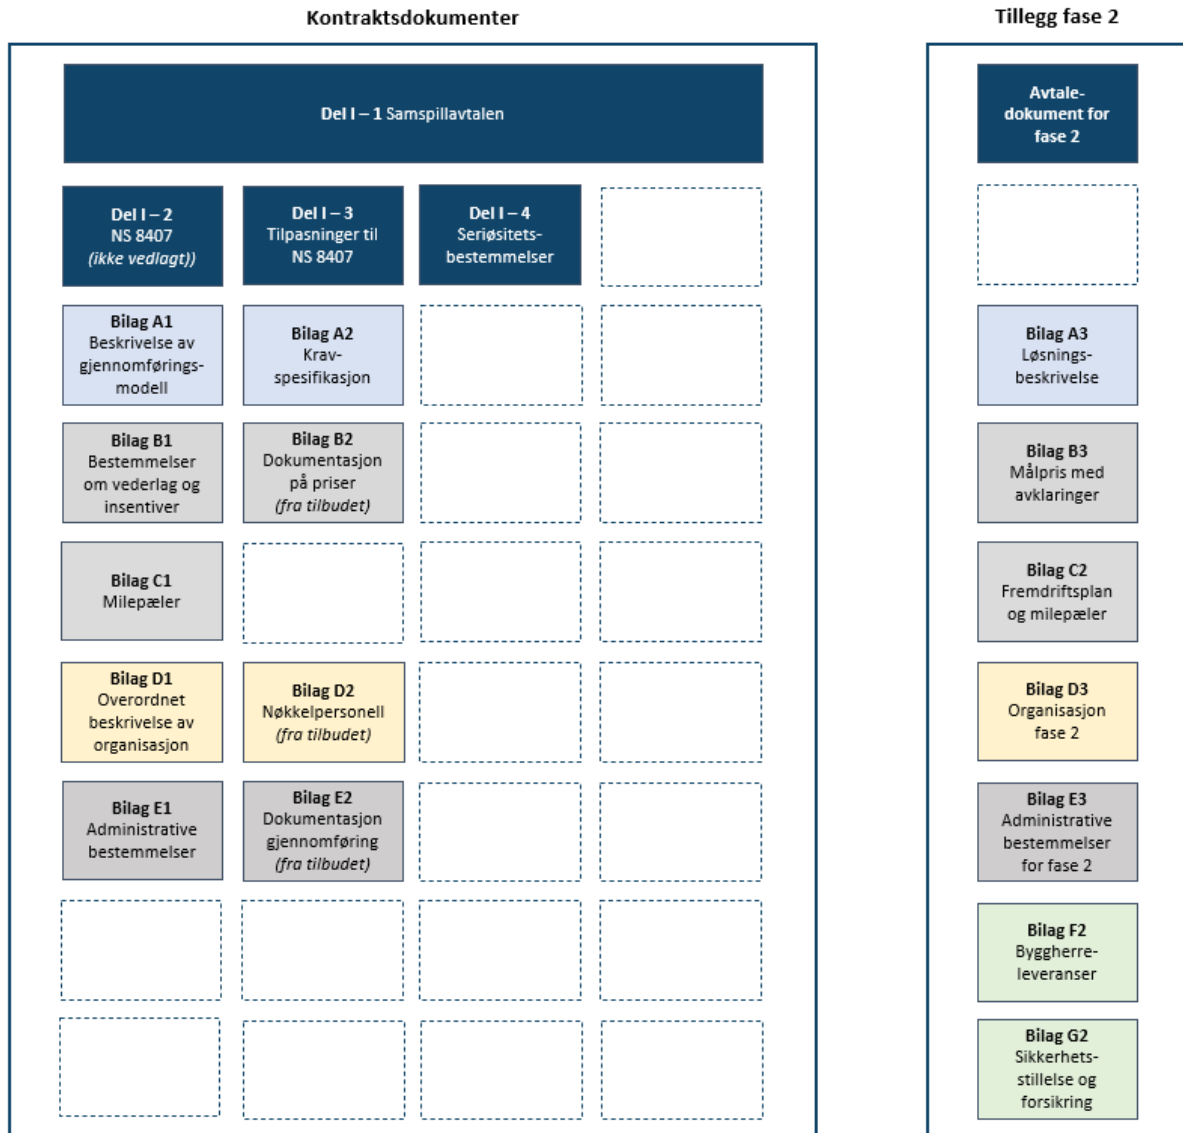 Kontraktsdokumenter
Tillegg fase 2
Del I – 1 Samspillavtalen
Avtale-
dokument for
fase 2
Del I – 2
NS 8407
(ikke vedlagt))
Del I – 3
Tilpasninger til
NS 8407
Del I – 4
Seriøsitets-
bestemmelser
Bilag A1
Beskrivelse av
gjennomførings-
modell
Bilag A2
Krav-
spesifikasjon
Bilag A3
Løsnings-
beskrivelse
Bilag B1
Bestemmelser
om vederlag og
insentiver
Bilag B2
Dokumentasjon
på priser
(fra tilbudet)
Bilag B3
Målpris med
avklaringer
Bilag C1
Milepæler
Bilag C2
Fremdriftsplan
og milepæler
Bilag D1
Overordnet
beskrivelse av
organisasjon
Bilag D2
Nøkkelpersonell
(fra tilbudet)
Bilag D3
Organisasjon
fase 2
Bilag E1
Administrative
bestemmelser
Bilag E2
Dokumentasjon
gjennomføring
(fra tilbudet)
Bilag E3
Administrative
bestemmelser
for fase 2
Bilag F2
Byggherre-
leveranser
Bilag G2
Sikkerhets-
stillelse og
forsikring